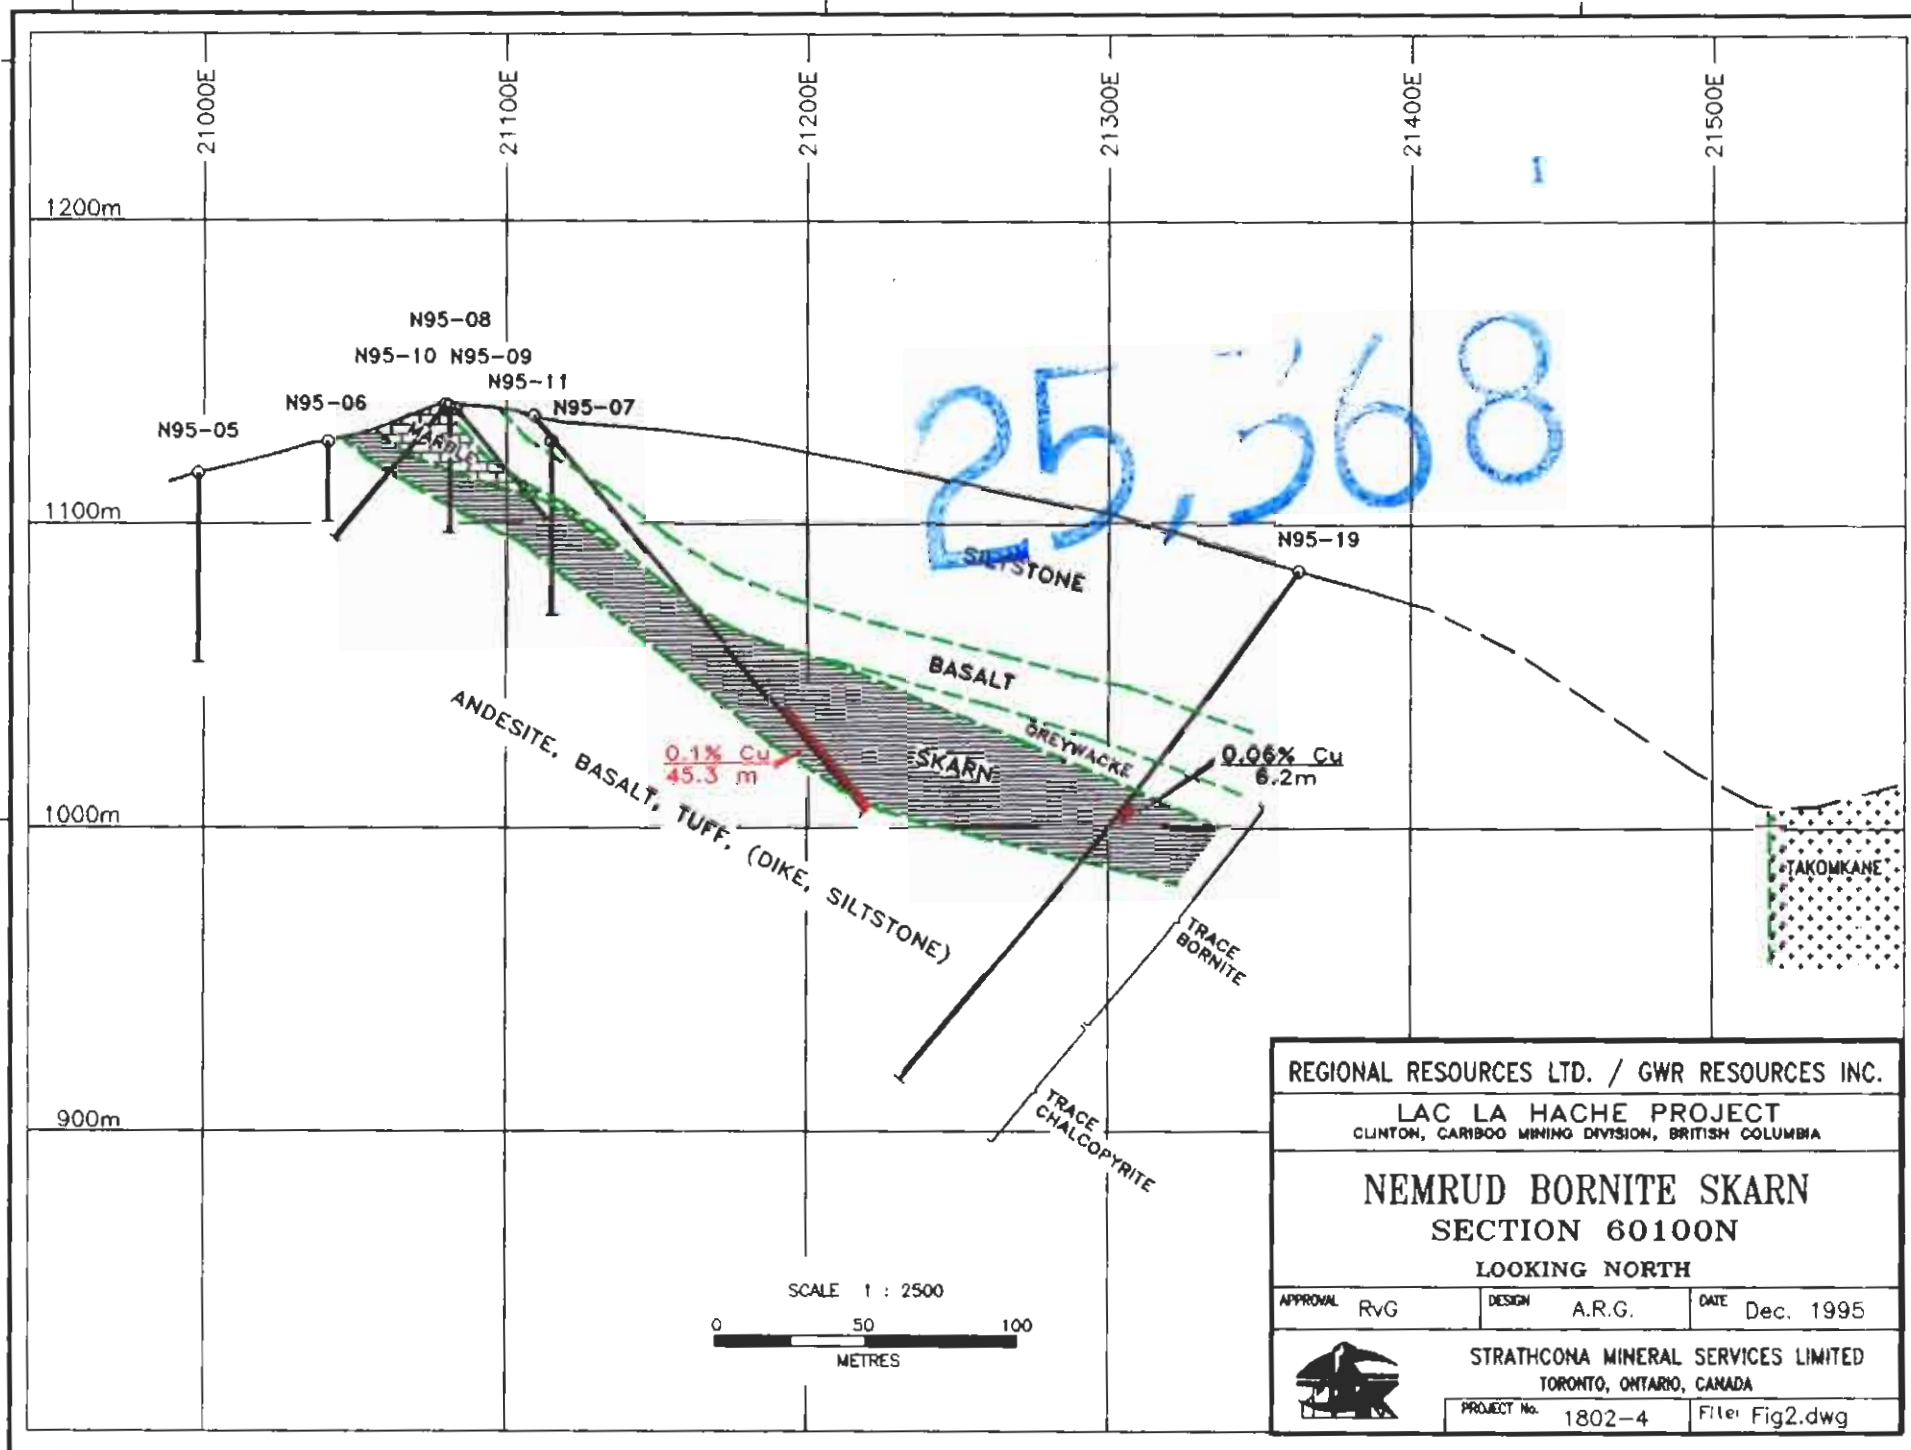 21000E
21100E
21200E
21300E
21400E
21500E
1200m
25,368
N95-08
N95-10 N95-09
N95-11
N95-06
N95-07
N95-05
MARBLE
1100m
N95-19
SILTSTONE
BASALT
GREYWACKE
SKARN
0.1% Cu
45.3 m
0.06% Cu
6.2m
ANDESITE, BASALT, TUFF, (DIKE, SILTSTONE)
1000m
TAKOMKANE
TRACE
BORNITE
TRACE
CHALCOPYRITE
900m
SCALE 1 : 2500
0 50 100
METRES
REGIONAL RESOURCES LTD. / GWR RESOURCES INC.
LAC LA HACHE PROJECT
CLINTON, CARIBOO MINING DIVISION, BRITISH COLUMBIA
NEMRUD BORNITE SKARN
SECTION 60100N
LOOKING NORTH
APPROVAL RvG DESIGN A.R.G. DATE Dec. 1995
STRATHCONA MINERAL SERVICES LIMITED
TORONTO, ONTARIO, CANADA
PROJECT No. 1802-4 File: Fig2.dwg